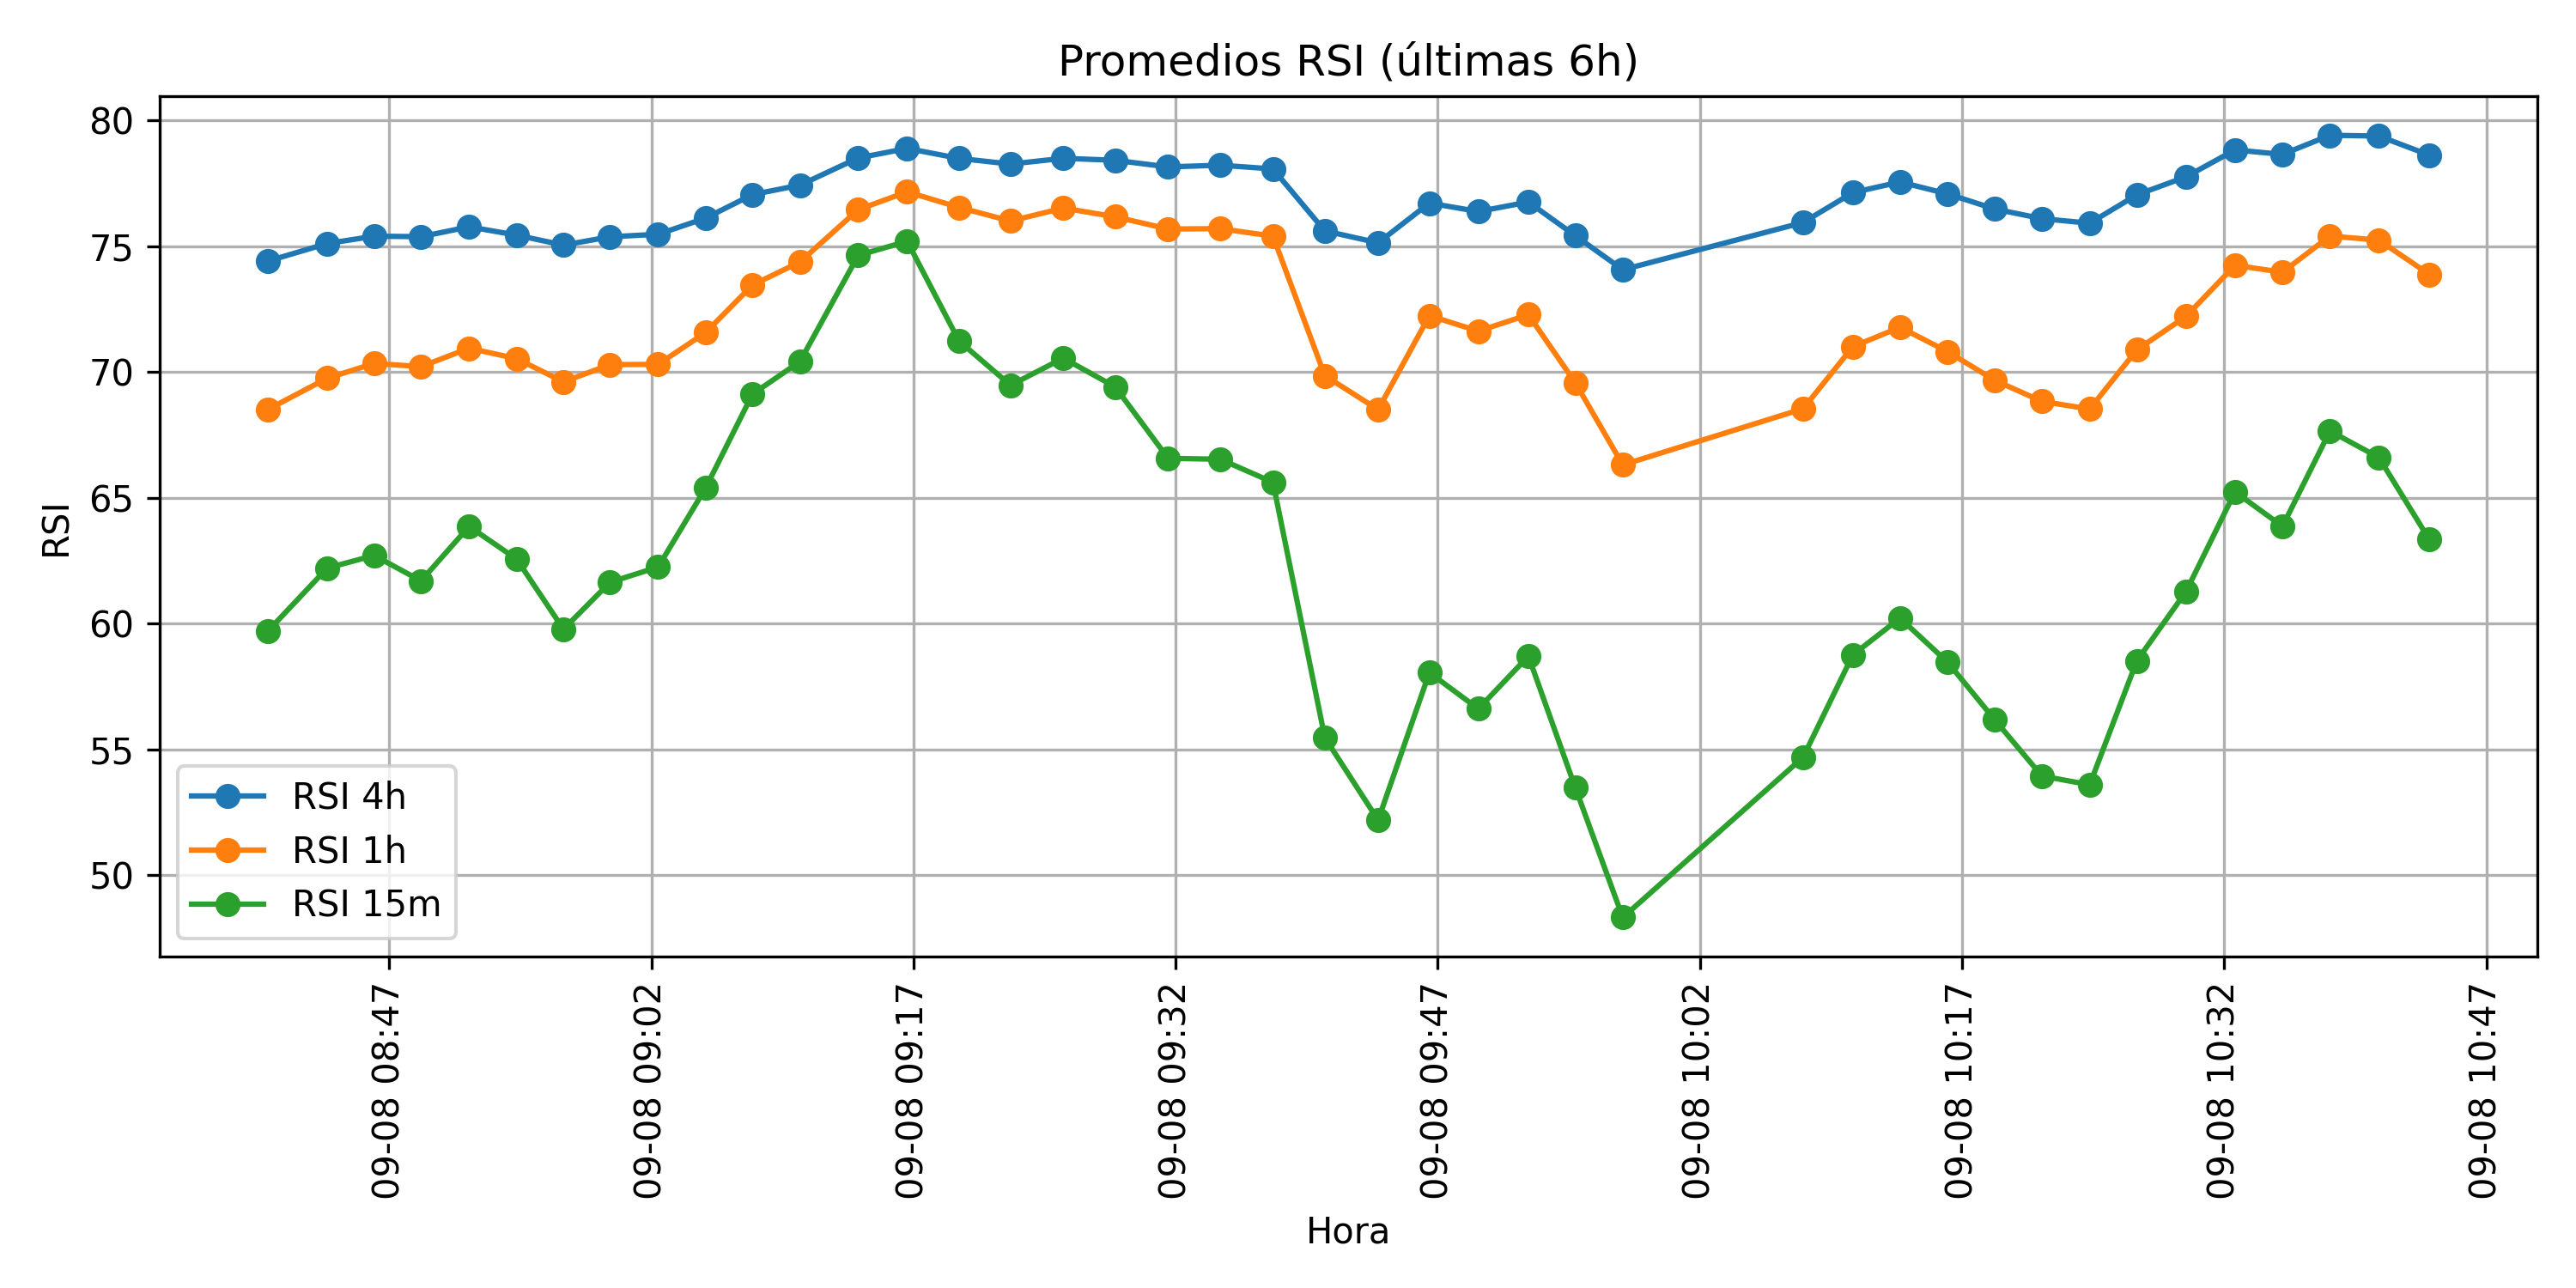 Promedios RSI (últimas 6h)
80
75
70
65
60
55
50
RSI
RSI 4h
RSI 1h
RSI 15m
09-08 08:47
09-08 09:02
09-08 09:17
09-08 09:32
09-08 09:47
09-08 10:02
09-08 10:17
09-08 10:32
09-08 10:47
Hora